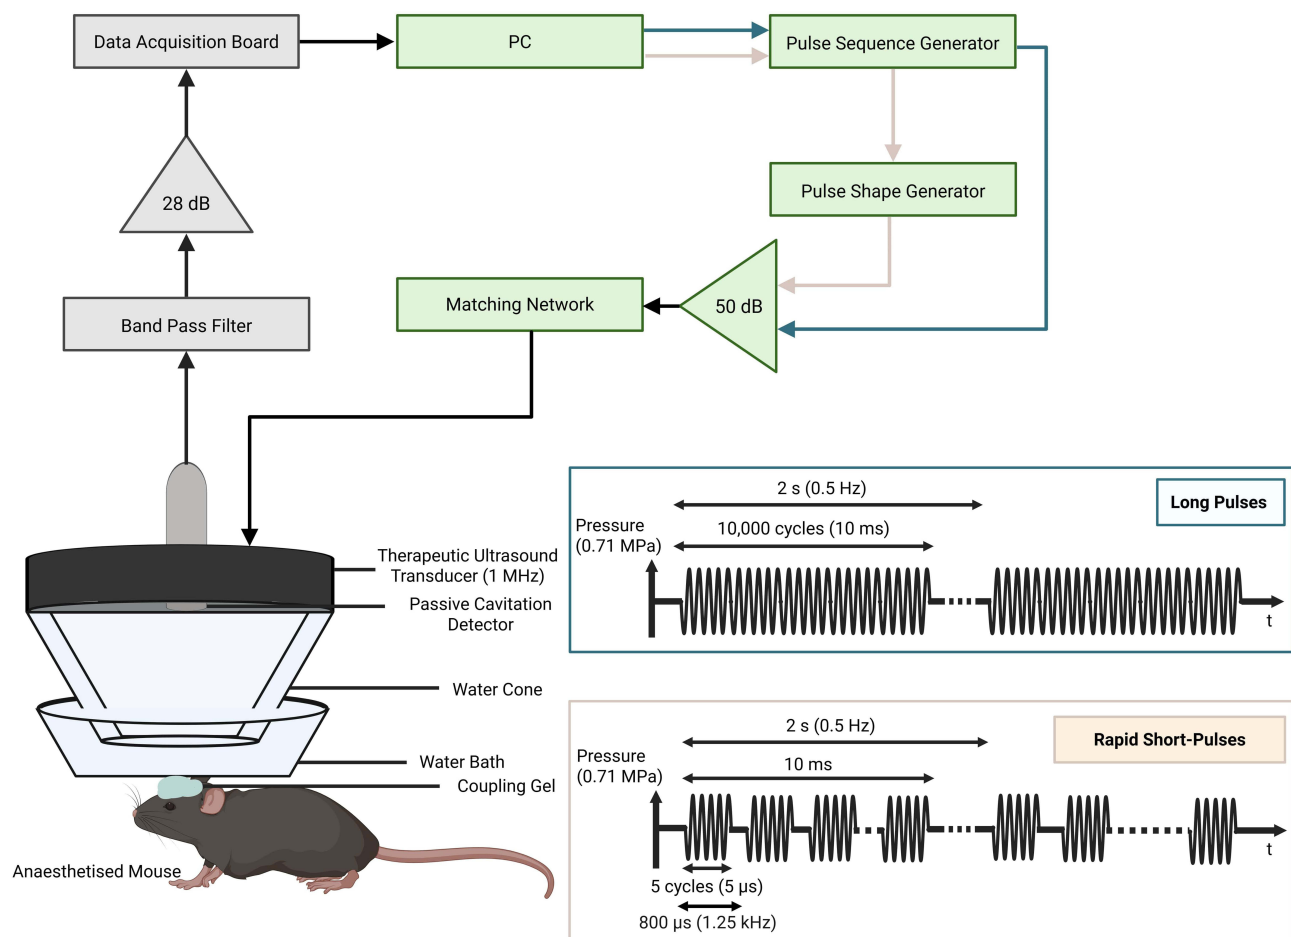 Data Acquisition Board
PC
Pulse Sequence Generator
28 dB
Pulse Shape Generator
Band Pass Filter
Matching Network
50 dB
Therapeutic Ultrasound
Transducer (1 MHz)
Passive Cavitation
Detector
Water Cone
Water Bath
Coupling Gel
Anaesthetised Mouse
2 s (0.5 Hz)
Long Pulses
Pressure
(0.71 MPa)
10,000 cycles (10 ms)
t
2 s (0.5 Hz)
Rapid Short-Pulses
Pressure
(0.71 MPa)
10 ms
t
5 cycles (5 µs)
800 µs (1.25 kHz)